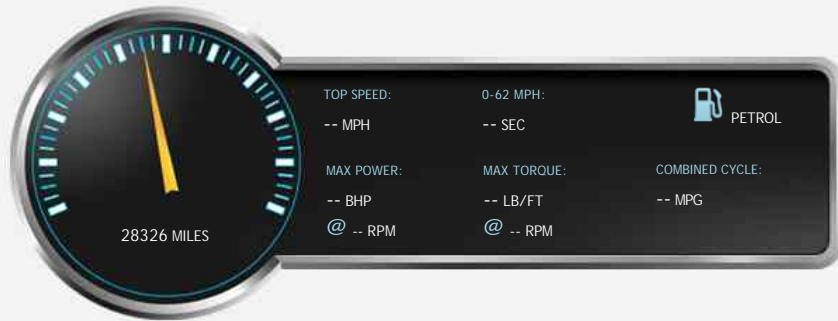 TOP SPEED:
-- MPH
0-62 MPH:
-- SEC
PETROL
MAX POWER:
-- BHP
@ -- RPM
MAX TORQUE:
-- LB/FT
@ -- RPM
COMBINED CYCLE:
-- MPG
28326 MILES